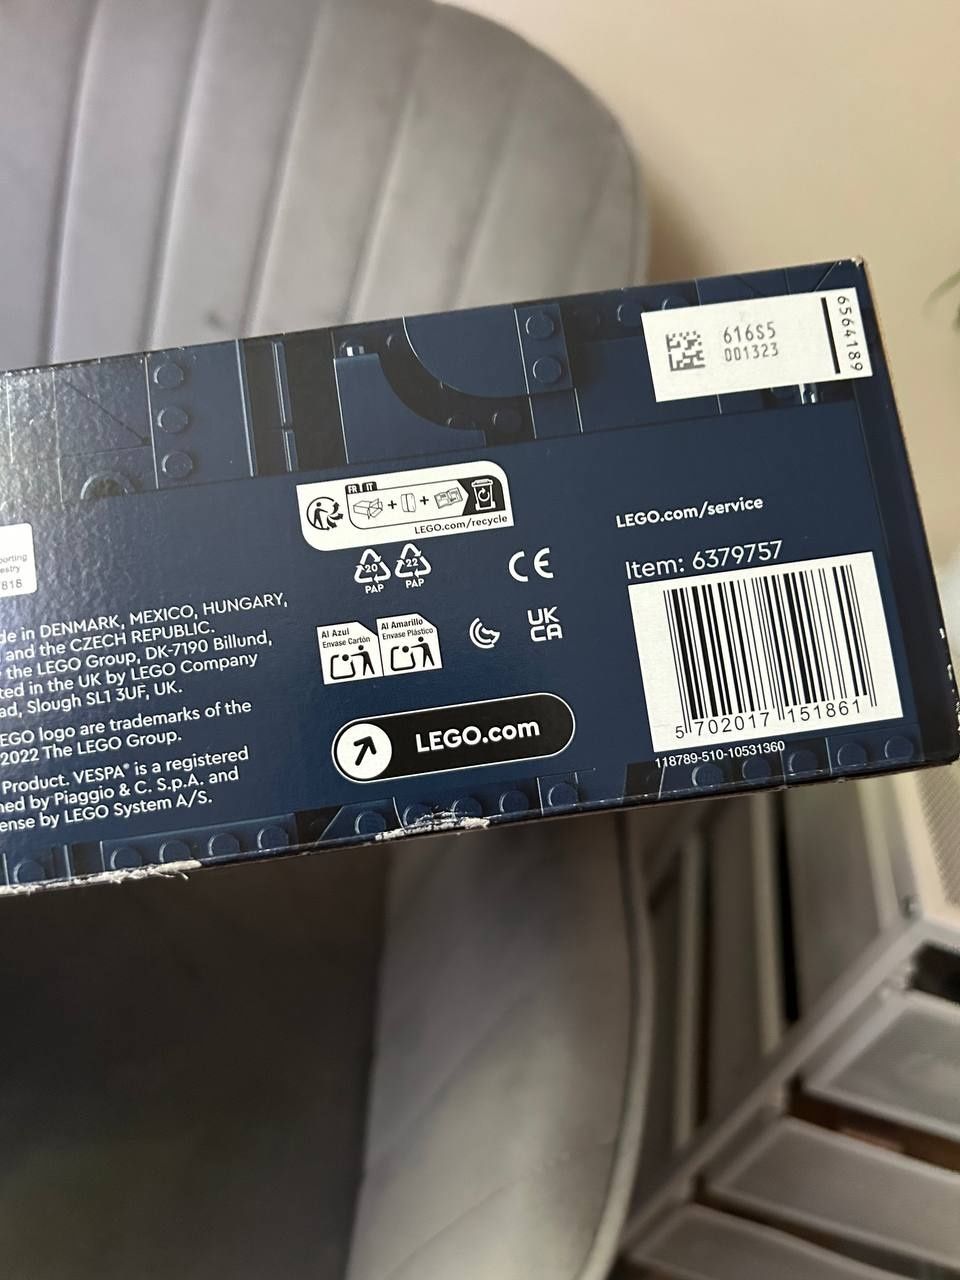 616S5
001323
6564189
FR IT
LEGO.com/recycle
20
PAP
22
PAP
CE
LEGO.com/service
Item: 6379757
5 702017 151861
118789-510-10531360
818
de in DENMARK, MEXICO, HUNGARY,
and the CZECH REPUBLIC.
the LEGO Group, DK-7190 Billund,
ted in the UK by LEGO Company
ad, Slough SL1 3UF, UK.
EGO logo are trademarks of the
2022 The LEGO Group.
Product. VESPA® is a registered
ned by Piaggio & C. S.p.A. and
ense by LEGO System A/S.
Al Azul
Envase Cartón
Al Amarillo
Envase Plástico
UK
CA
LEGO.com